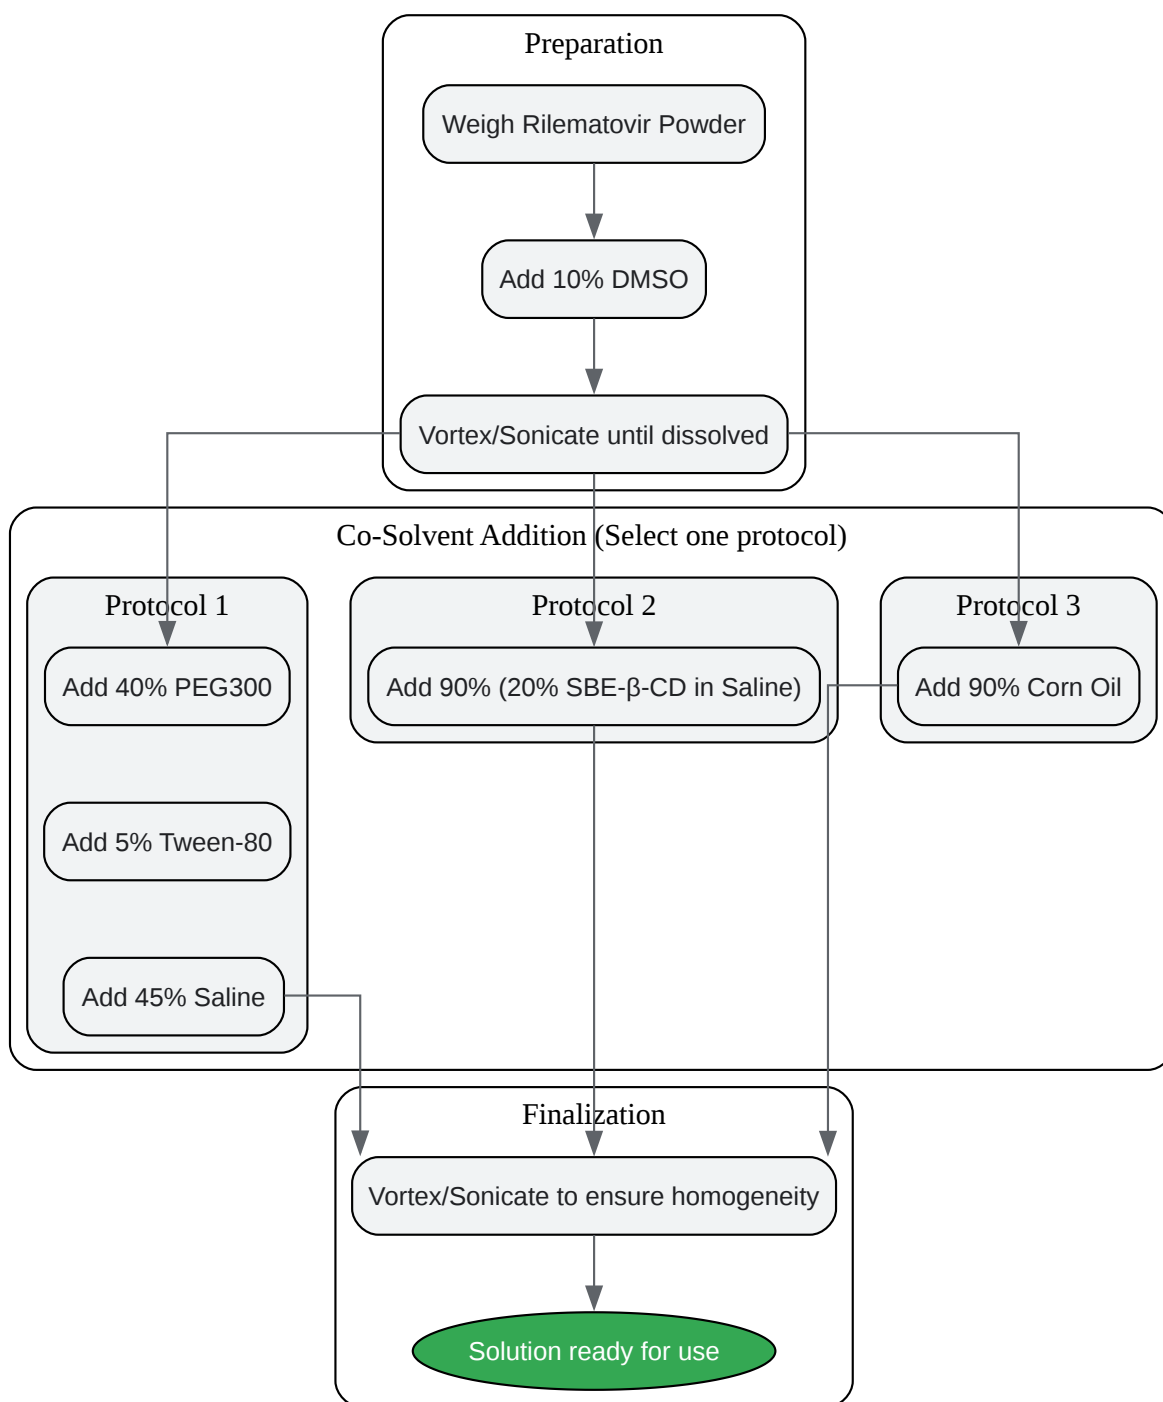 Preparation
Weigh Rilematovir Powder
Add 10% DMSO
Vortex/Sonicate until dissolved
Co-Solvent Addition (Select one protocol)
Protocol 1
Add 40% PEG300
Add 5% Tween-80
Add 45% Saline
Protocol 2
Add 90% (20% SBE-β-CD in Saline)
Protocol 3
Add 90% Corn Oil
Finalization
Vortex/Sonicate to ensure homogeneity
Solution ready for use